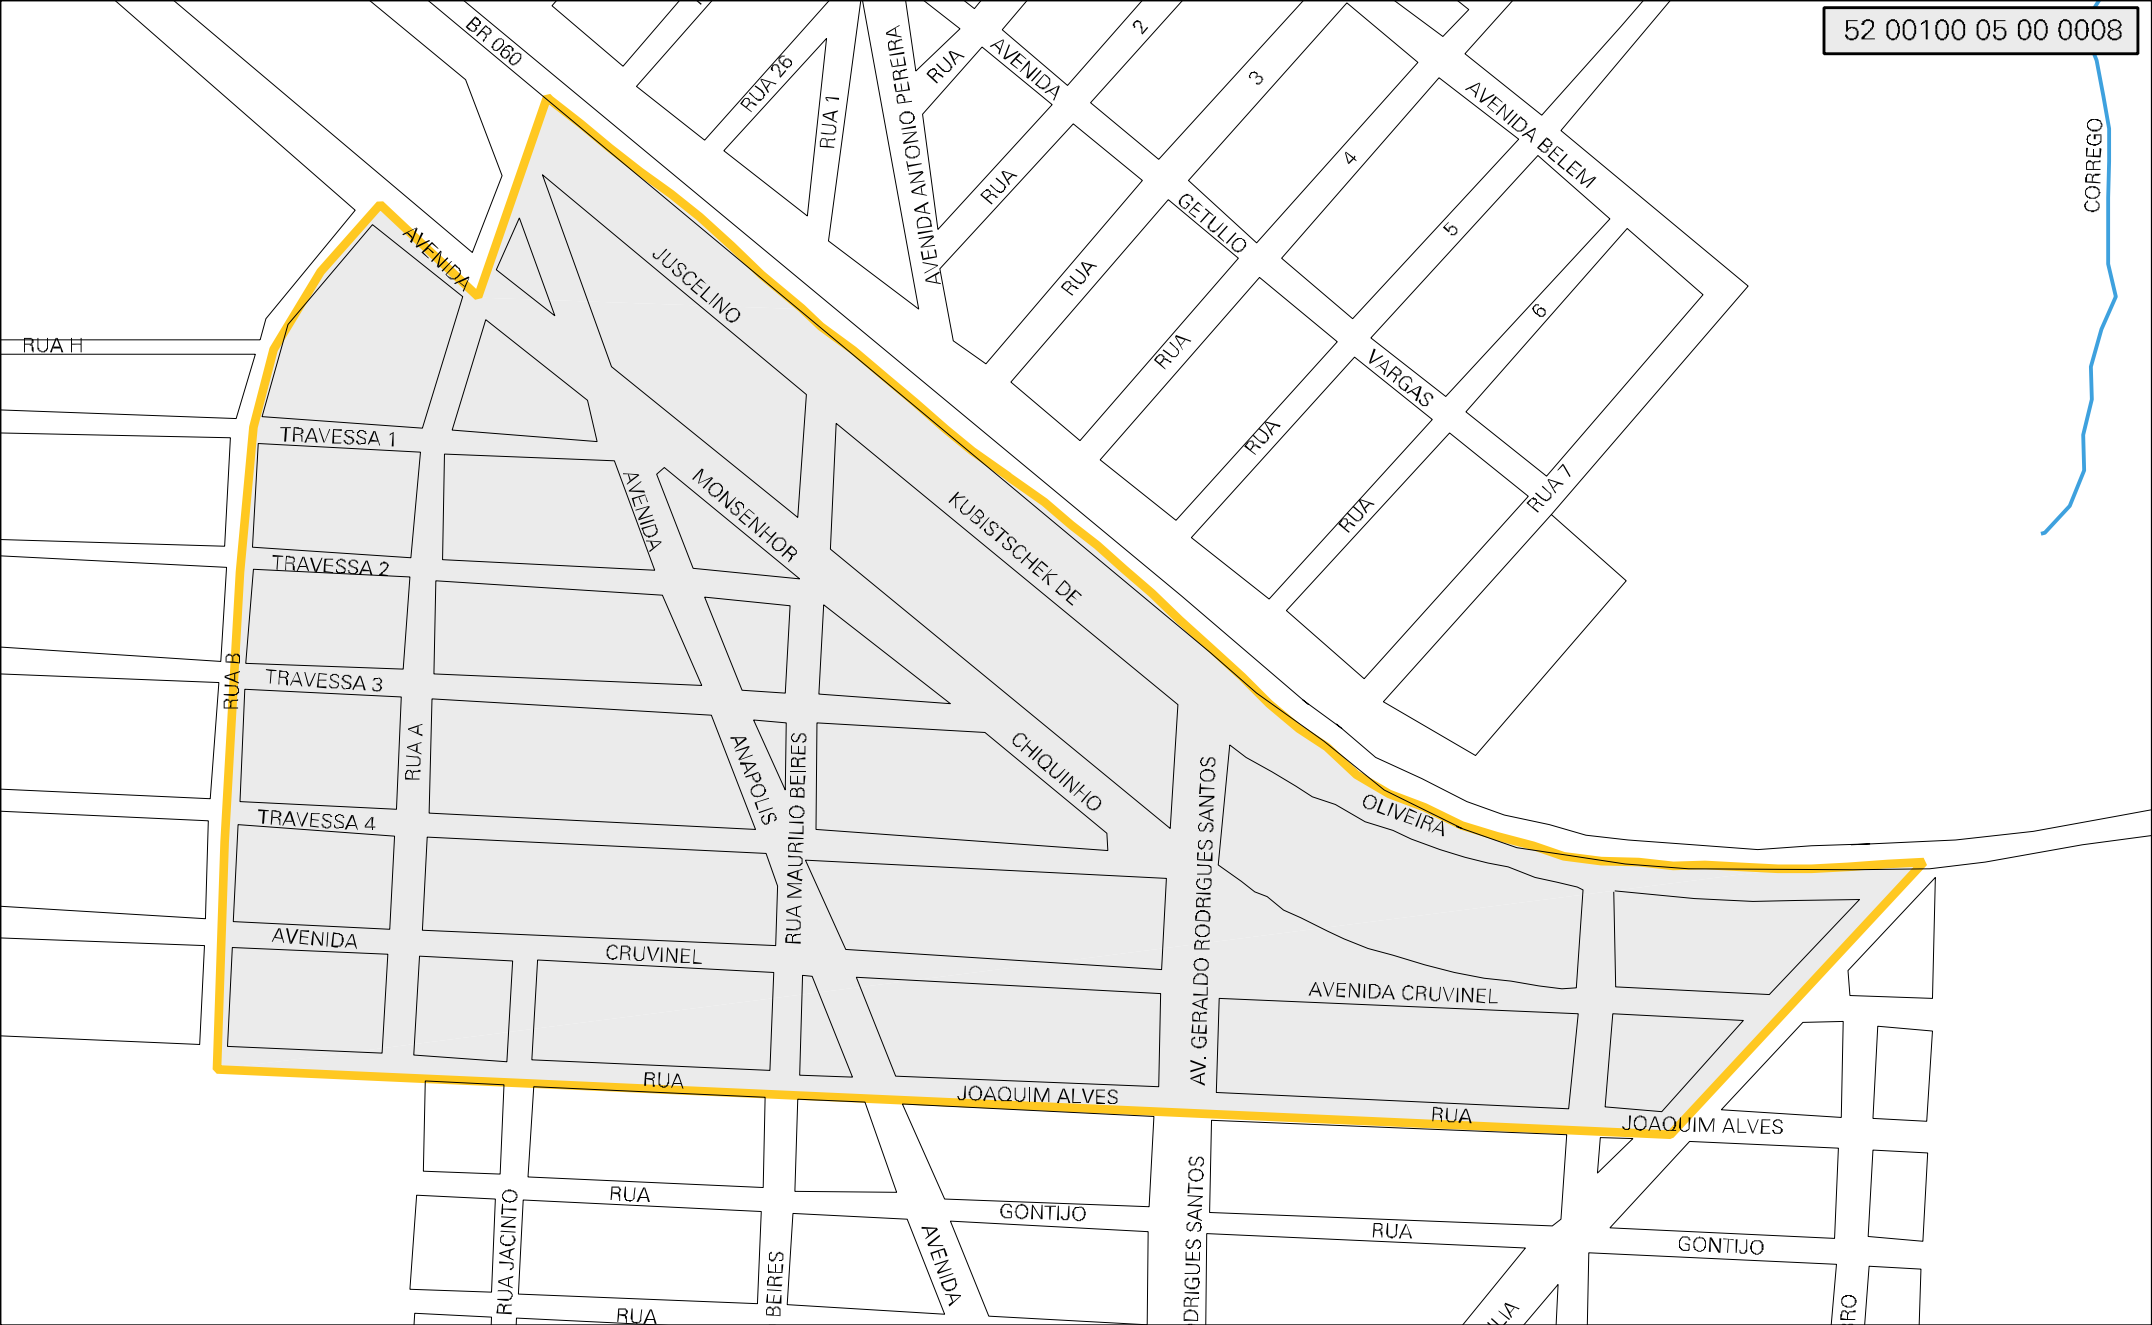 52 00100 05 00 0008
BR 060
RUA 26
RUA 1
AVENIDA ANTONIO PEREIRA
RUA
2
AVENIDA
3
AVENIDA BELEM
CORREGO
4
RUA
GETULIO
5
AVENIDA
JUSCELINO
RUA
6
RUA H
RUA
VARGAS
TRAVESSA 1
RUA
RUA 7
AVENIDA
MONSENHOR
KUBISTSCHEK DE
RUA
TRAVESSA 2
RUA B
TRAVESSA 3
RUA A
ANAPOLIS
RUA MAURILIO BEIRES
CHIQUINHO
AV. GERALDO RODRIGUES SANTOS
OLIVEIRA
TRAVESSA 4
AVENIDA
CRUVINEL
AVENIDA CRUVINEL
RUA
JOAQUIM ALVES
RUA
JOAQUIM ALVES
RUA
GONTIJO
RUA
GONTIJO
RUA JACINTO
BEIRES
AVENIDA
ODRIGUES SANTOS
RUA